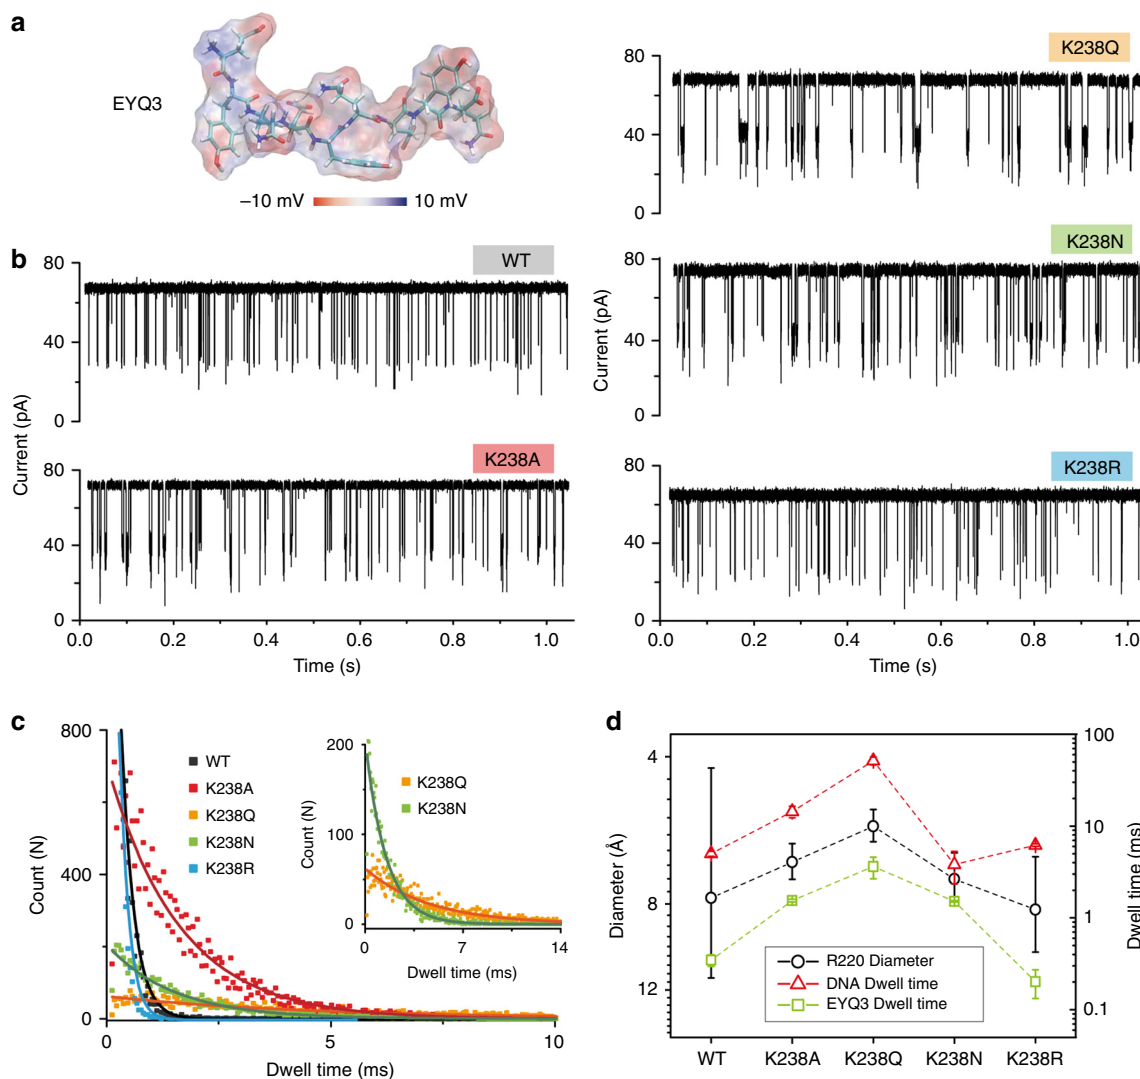 a
EYQ3
−10 mV 10 mV
b
WT
80
40
0
Current (pA)
K238A
80
40
0
0.0 0.2 0.4 0.6 0.8 1.0
Time (s)
K238Q
80
40
0
K238N
80
40
0
Current (pA)
K238R
80
40
0
0.0 0.2 0.4 0.6 0.8 1.0
Time (s)
c
800
400
0
Count (N)
WT
K238A
K238Q
K238N
K238R
0 5 10
Dwell time (ms)
200
100
0
Count (N)
K238Q
K238N
0 7 14
Dwell time (ms)
d
4
8
12
Diameter (Å)
100
10
1
0.1
Dwell time (ms)
R220 Diameter
DNA Dwell time
EYQ3 Dwell time
WT K238A K238Q K238N K238R